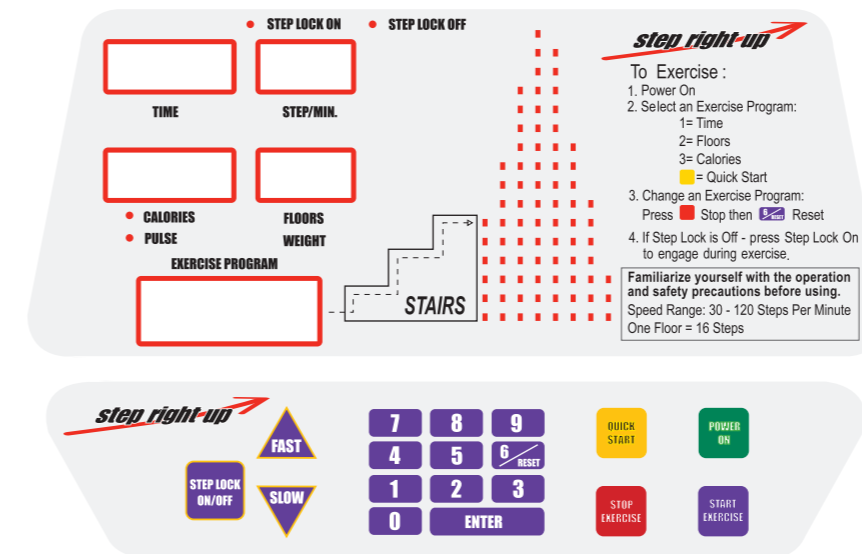 STEP LOCK ON
STEP LOCK OFF
TIME
STEP/MIN.
CALORIES
FLOORS
PULSE
WEIGHT
EXERCISE PROGRAM
STAIRS
step right-up
To Exercise :
1. Power On
2. Select an Exercise Program:
1= Time
2= Floors
3= Calories
= Quick Start
3. Change an Exercise Program:
Press Stop then 6/RESET Reset
4. If Step Lock is Off - press Step Lock On
to engage during exercise.
Familiarize yourself with the operation
and safety precautions before using.
Speed Range: 30 - 120 Steps Per Minute
One Floor = 16 Steps
step right-up
STEP LOCK
ON/OFF
FAST
SLOW
7 8 9
4 5 6/RESET
1 2 3
0 ENTER
QUICK
START
POWER
ON
STOP
EXERCISE
START
EXERCISE